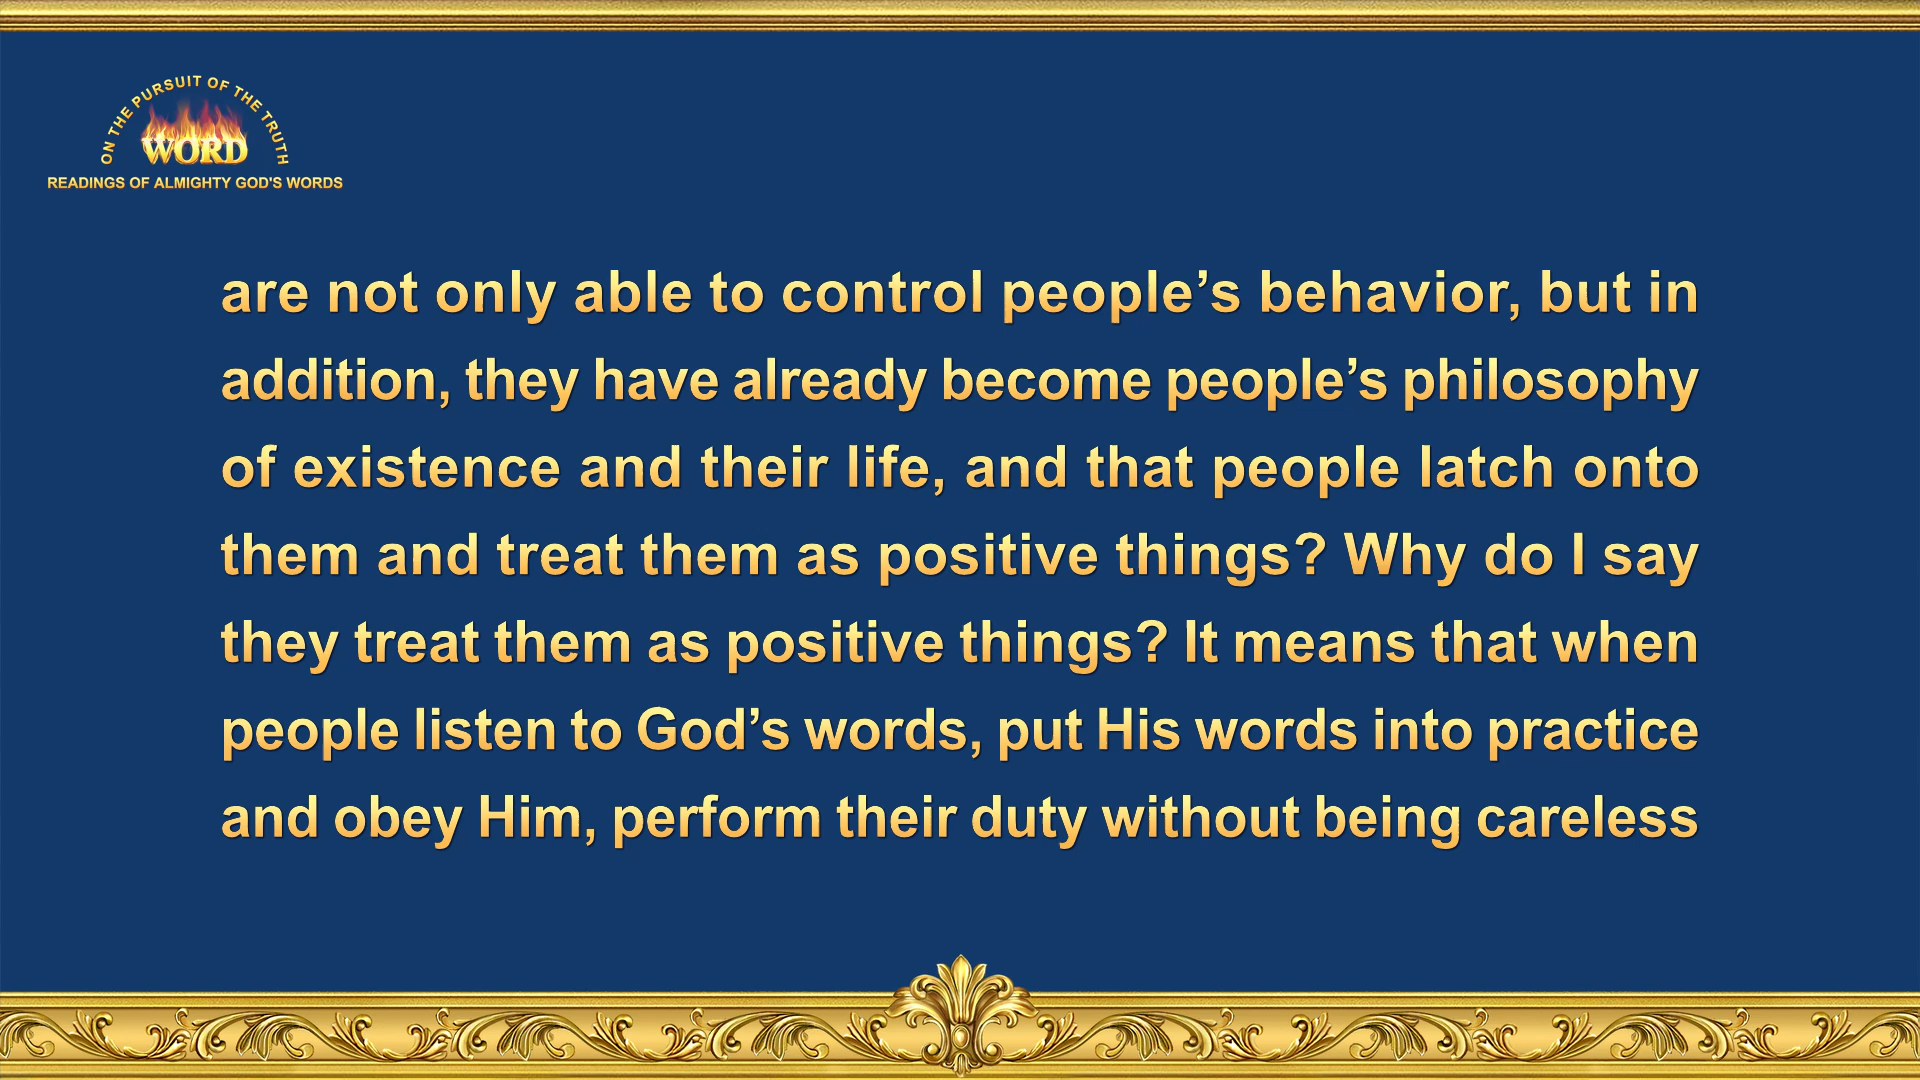 ON THE PURSUIT OF THE TRUTH
WORD
READINGS OF ALMIGHTY GOD'S WORDS
are not only able to control people’s behavior, but in
addition, they have already become people’s philosophy
of existence and their life, and that people latch onto
them and treat them as positive things? Why do I say
they treat them as positive things? It means that when
people listen to God’s words, put His words into practice
and obey Him, perform their duty without being careless